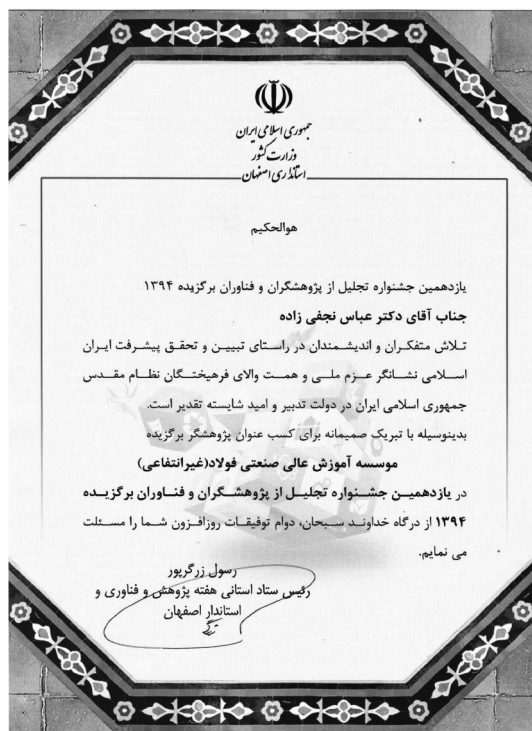 جمهوری اسلامی ایران
وزارت کشور
استانداری اصفهان
هوالحکیم
یازدهمین جشنواره تجلیل از پژوهشگران و فناوران برگزیده ۱۳۹۴
جناب آقای دکتر عباس نجفی زاده
تلاش متفکران و اندیشمندان در راستای تبیین و تحقق پیشرفت ایران
اسلامی نشانگر عزم ملی و همت والای فرهیختگان نظام مقدس
جمهوری اسلامی ایران در دولت تدبیر و امید شایسته تقدیر است.
بدینوسیله با تبریک صمیمانه برای کسب عنوان پژوهشگر برگزیده
موسسه آموزش عالی صنعتی فولاد(غیرانتفاعی)
در یازدهمین جشنواره تجلیل از پژوهشگران و فناوران برگزیده
۱۳۹۴ از درگاه خداوند سبحان، دوام توفیقات روزافزون شما را مسئلت
می نمایم.
رسول زرگرپور
رئیس ستاد استانی هفته پژوهش و فناوری و
استاندار اصفهان